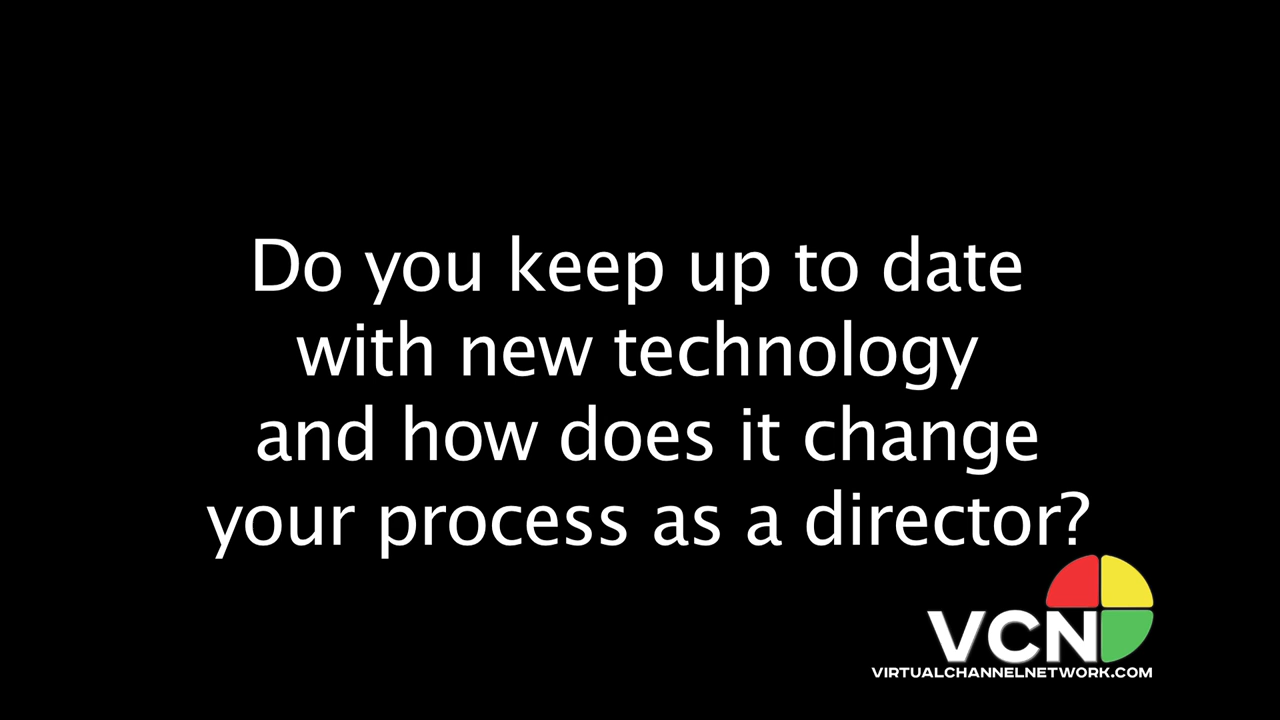 Do you keep up to date
with new technology
and how does it change
your process as a director?
VCN
VIRTUALCHANNELNETWORK.COM